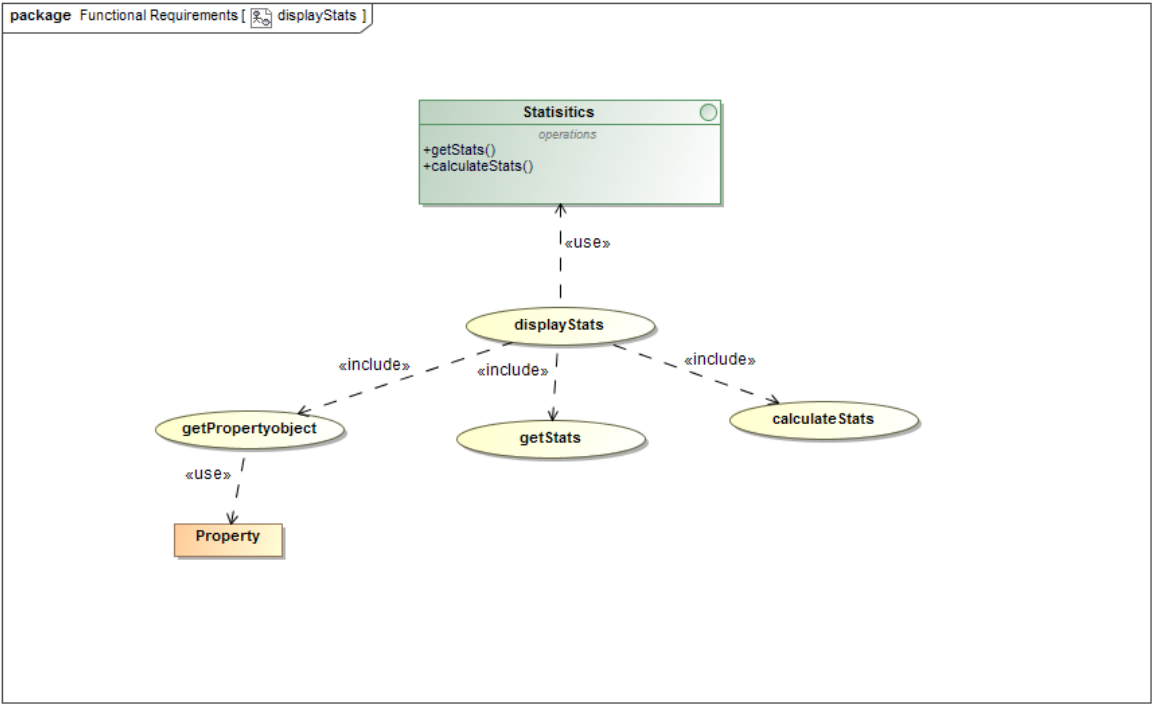 package Functional Requirements [ displayStats ]
Statisitics
operations
+getStats()
+calculateStats()
«use»
displayStats
«include»
«include»
«include»
getPropertyobject
getStats
calculateStats
«use»
Property